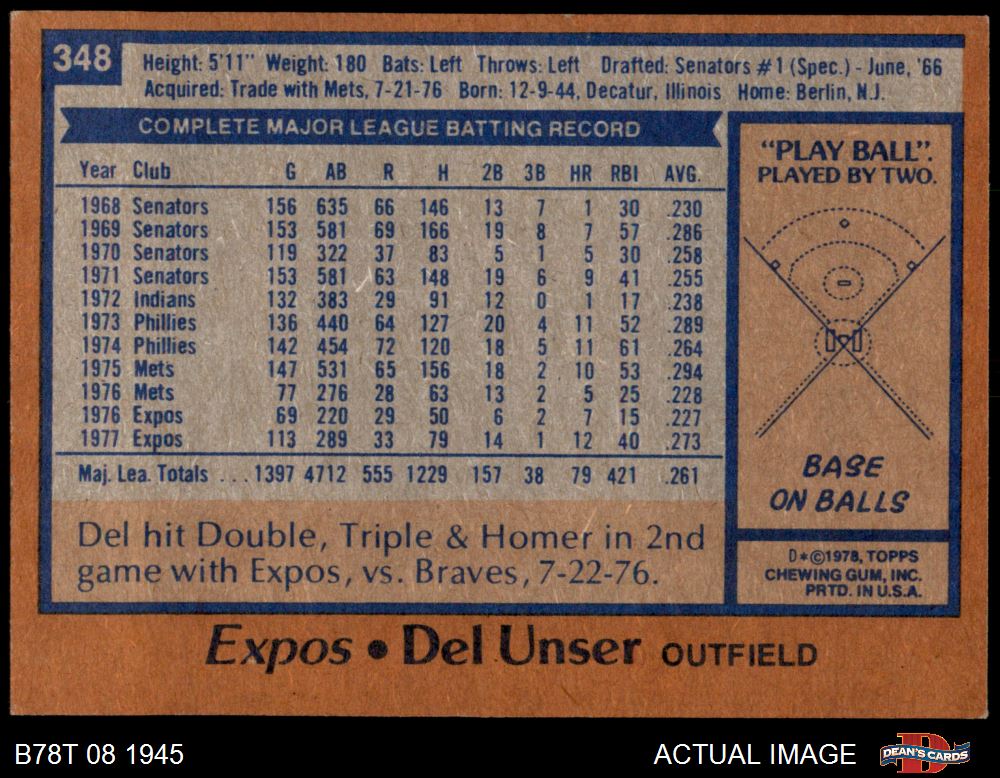 348
Height: 5'11" Weight: 180 Bats: Left Throws: Left Drafted: Senators #1 (Spec.) - June, '66
Acquired: Trade with Mets, 7-21-76 Born: 12-9-44, Decatur, Illinois Home: Berlin, N.J.
COMPLETE MAJOR LEAGUE BATTING RECORD
Year Club G AB R H 2B 3B HR RBI AVG.
1968 Senators 156 635 66 146 13 7 1 30 .230
1969 Senators 153 581 69 166 19 8 7 57 .286
1970 Senators 119 322 37 83 5 1 5 30 .258
1971 Senators 153 581 63 148 19 6 9 41 .255
1972 Indians 132 383 29 91 12 0 1 17 .238
1973 Phillies 136 440 64 127 20 4 11 52 .289
1974 Phillies 142 454 72 120 18 5 11 61 .264
1975 Mets 147 531 65 156 18 2 10 53 .294
1976 Mets 77 276 28 63 13 2 5 25 .228
1976 Expos 69 220 29 50 6 2 7 15 .227
1977 Expos 113 289 33 79 14 1 12 40 .273
Maj. Lea. Totals ... 1397 4712 555 1229 157 38 79 421 .261
Del hit Double, Triple & Homer in 2nd
game with Expos, vs. Braves, 7-22-76.
"PLAY BALL".
PLAYED BY TWO.
BASE
ON BALLS
D*©1978, TOPPS
CHEWING GUM, INC.
PRTD. IN U.S.A.
Expos • Del Unser OUTFIELD
B78T 08 1945
ACTUAL IMAGE
DEAN'S CARDS